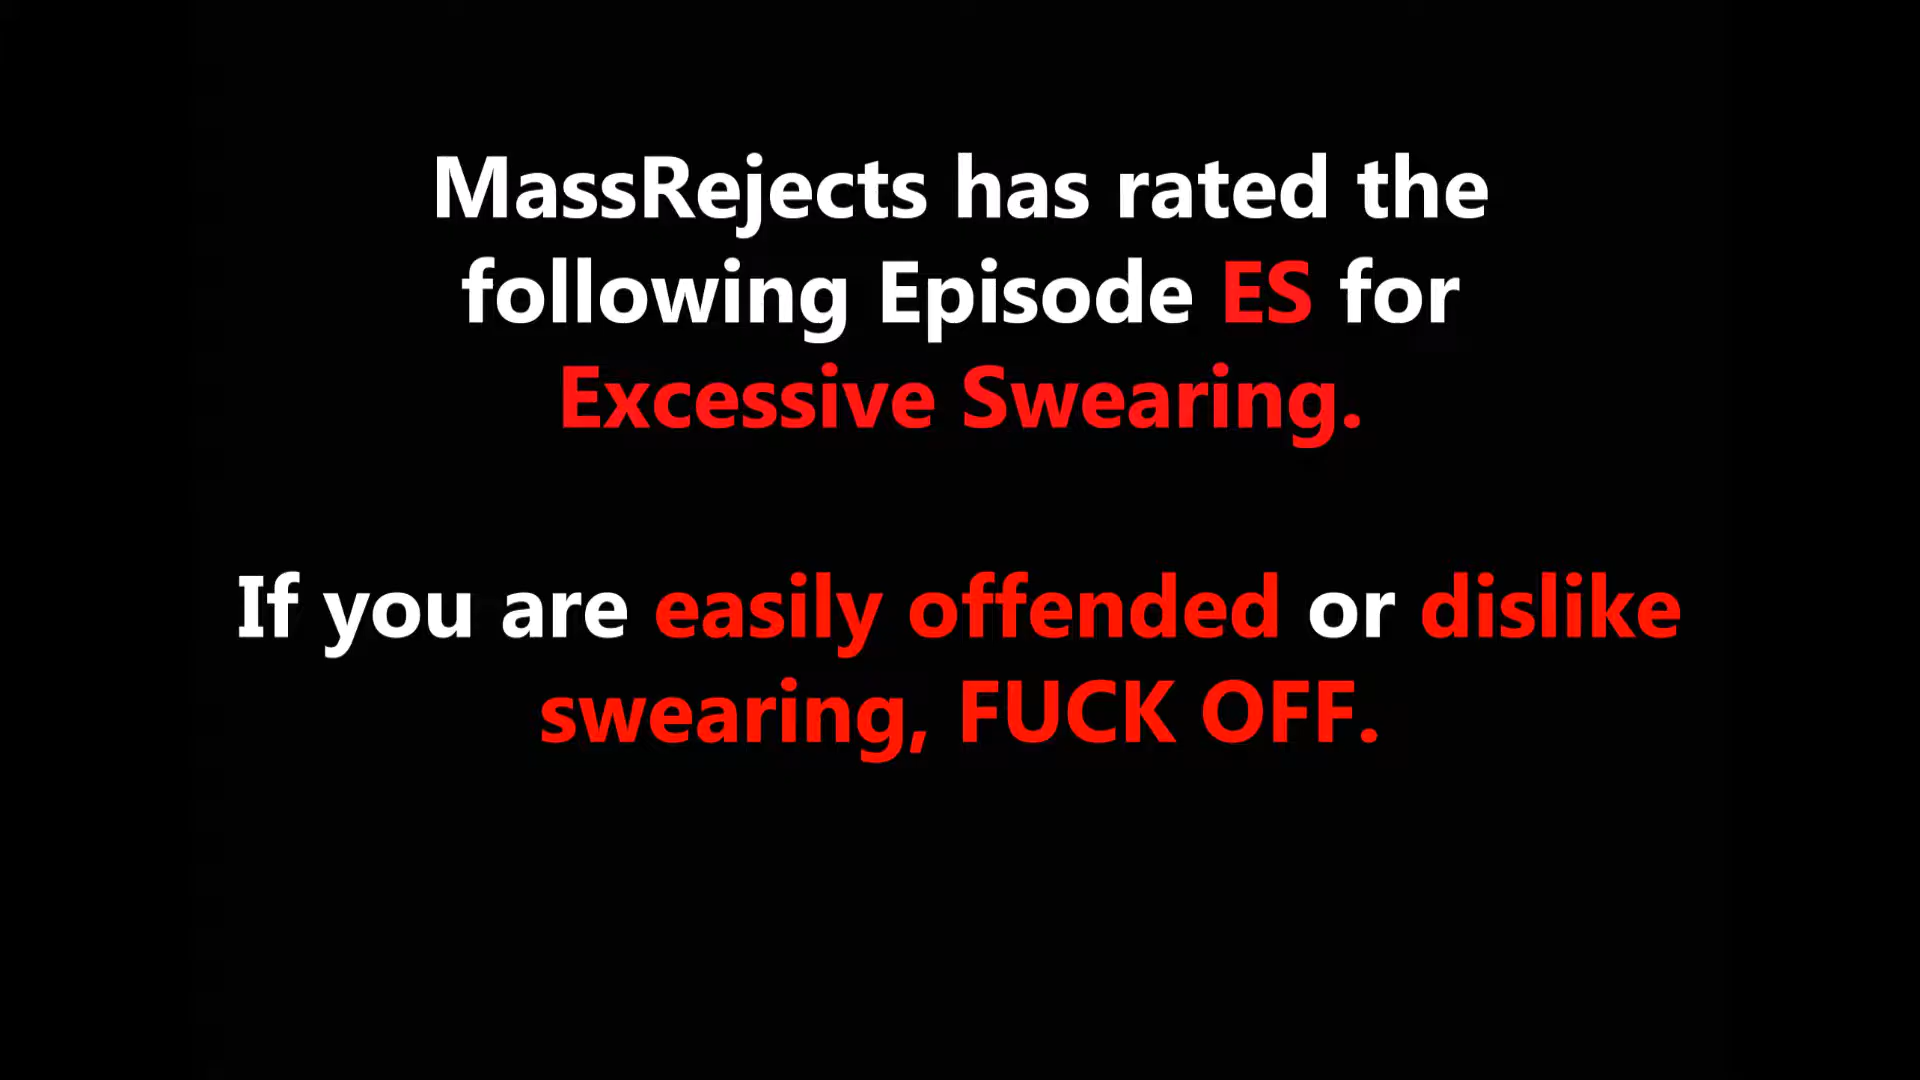 MassRejects has rated the
following Episode ES for
Excessive Swearing.
If you are easily offended or dislike
swearing, FUCK OFF.